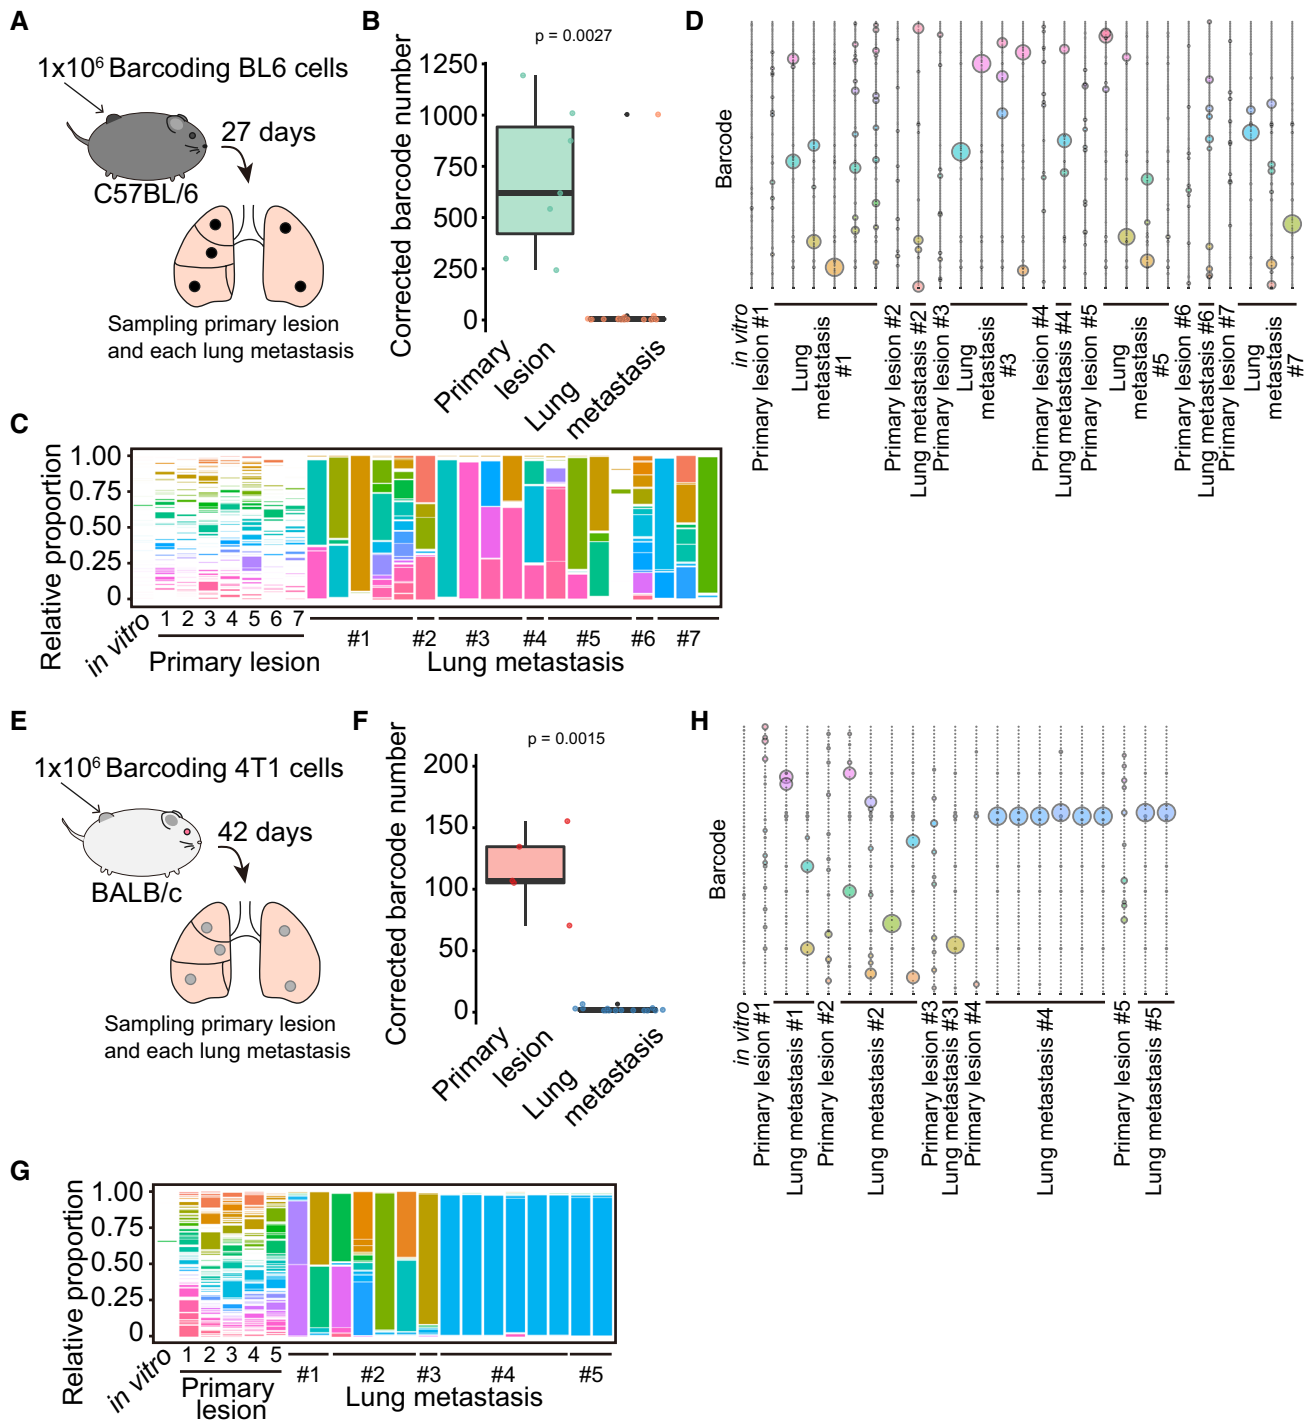 A
1x10⁶ Barcoding BL6 cells
27 days
C57BL/6
Sampling primary lesion
and each lung metastasis
B
p = 0.0027
Corrected barcode number
1250
1000
750
500
250
0
Primary
lesion
Lung
metastasis
D
Barcode
in vitro
Primary lesion #1
Lung
metastasis
#1
Primary lesion #2
Lung metastasis #2
Primary lesion #3
Lung
metastasis
#3
Primary lesion #4
Lung metastasis #4
Primary lesion #5
Lung
metastasis
#5
Primary lesion #6
Lung metastasis #6
Primary lesion #7
Lung
metastasis
#7
C
Relative proportion
1.00
0.75
0.50
0.25
0
in vitro
1 2 3 4 5 6 7
Primary lesion
#1 #2 #3 #4 #5 #6 #7
Lung metastasis
E
1x10⁶ Barcoding 4T1 cells
42 days
BALB/c
Sampling primary lesion
and each lung metastasis
F
p = 0.0015
Corrected barcode number
200
150
100
50
0
Primary
lesion
Lung
metastasis
H
Barcode
in vitro
Primary lesion #1
Lung metastasis #1
Primary lesion #2
Lung metastasis #2
Primary lesion #3
Lung metastasis #3
Primary lesion #4
Lung metastasis #4
Primary lesion #5
Lung metastasis #5
G
Relative proportion
1.00
0.75
0.50
0.25
0
in vitro
1 2 3 4 5
Primary
lesion
#1 #2 #3 #4 #5
Lung metastasis